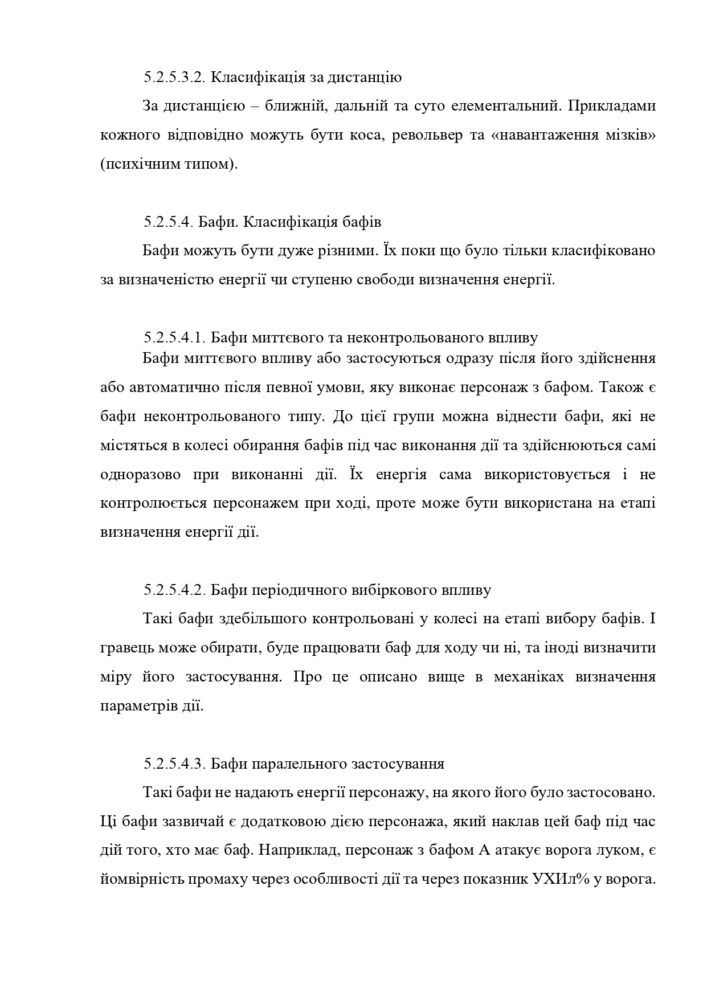 5.2.5.3.2. Класифікація за дистанцію
За дистанцією – ближній, дальній та суто елементальний. Прикладами
кожного відповідно можуть бути коса, револьвер та «навантаження мізків»
(психічним типом).
5.2.5.4. Бафи. Класифікація бафів
Бафи можуть бути дуже різними. Їх поки що було тільки класифіковано
за визначеністю енергії чи ступеню свободи визначення енергії.
5.2.5.4.1. Бафи миттєвого та неконтрольованого впливу
Бафи миттєвого впливу або застосуються одразу після його здійснення
або автоматично після певної умови, яку виконає персонаж з бафом. Також є
бафи неконтрольованого типу. До цієї групи можна віднести бафи, які не
містяться в колесі обирання бафів під час виконання дії та здійснюються самі
одноразово при виконанні дії. Їх енергія сама використовується і не
контролюється персонажем при ході, проте може бути використана на етапі
визначення енергії дії.
5.2.5.4.2. Бафи періодичного вибіркового впливу
Такі бафи здебільшого контрольовані у колесі на етапі вибору бафів. І
гравець може обирати, буде працювати баф для ходу чи ні, та іноді визначити
міру його застосування. Про це описано вище в механіках визначення
параметрів дії.
5.2.5.4.3. Бафи паралельного застосування
Такі бафи не надають енергії персонажу, на якого його було застосовано.
Ці бафи зазвичай є додатковою дією персонажа, який наклав цей баф під час
дій того, хто має баф. Наприклад, персонаж з бафом А атакує ворога луком, є
йомвірність промаху через особливості дії та через показник УХИл% у ворога.